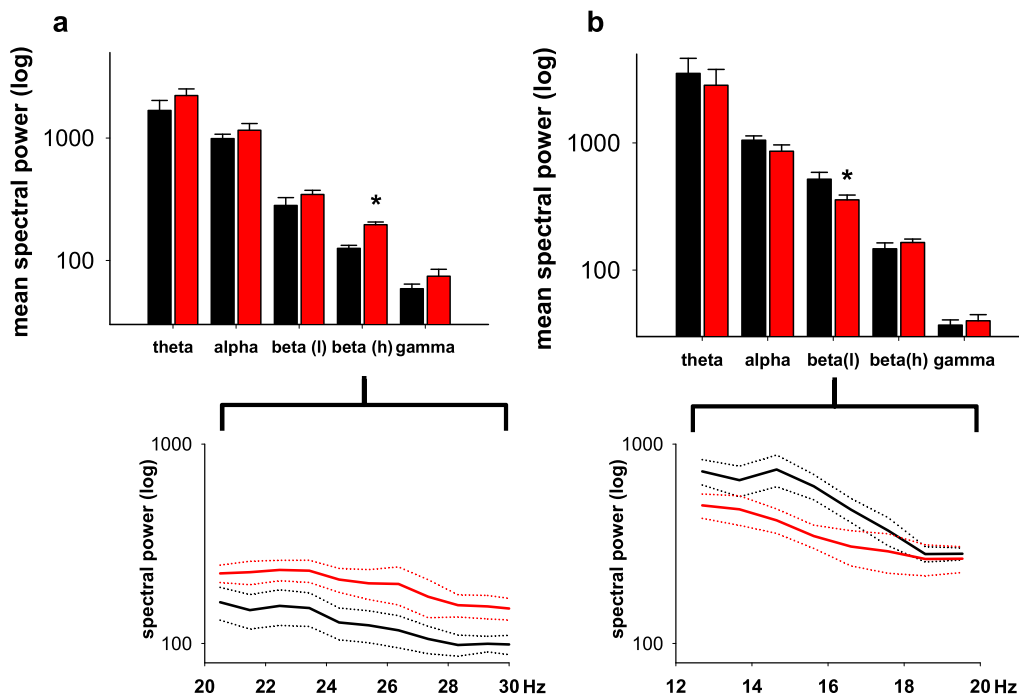 a
mean spectral power (log)
1000
100
*
theta alpha beta (l) beta (h) gamma
spectral power (log)
1000
100
20 22 24 26 28 30 Hz
b
mean spectral power (log)
1000
100
*
theta alpha beta(l) beta(h) gamma
spectral power (log)
1000
100
12 14 16 18 20 Hz